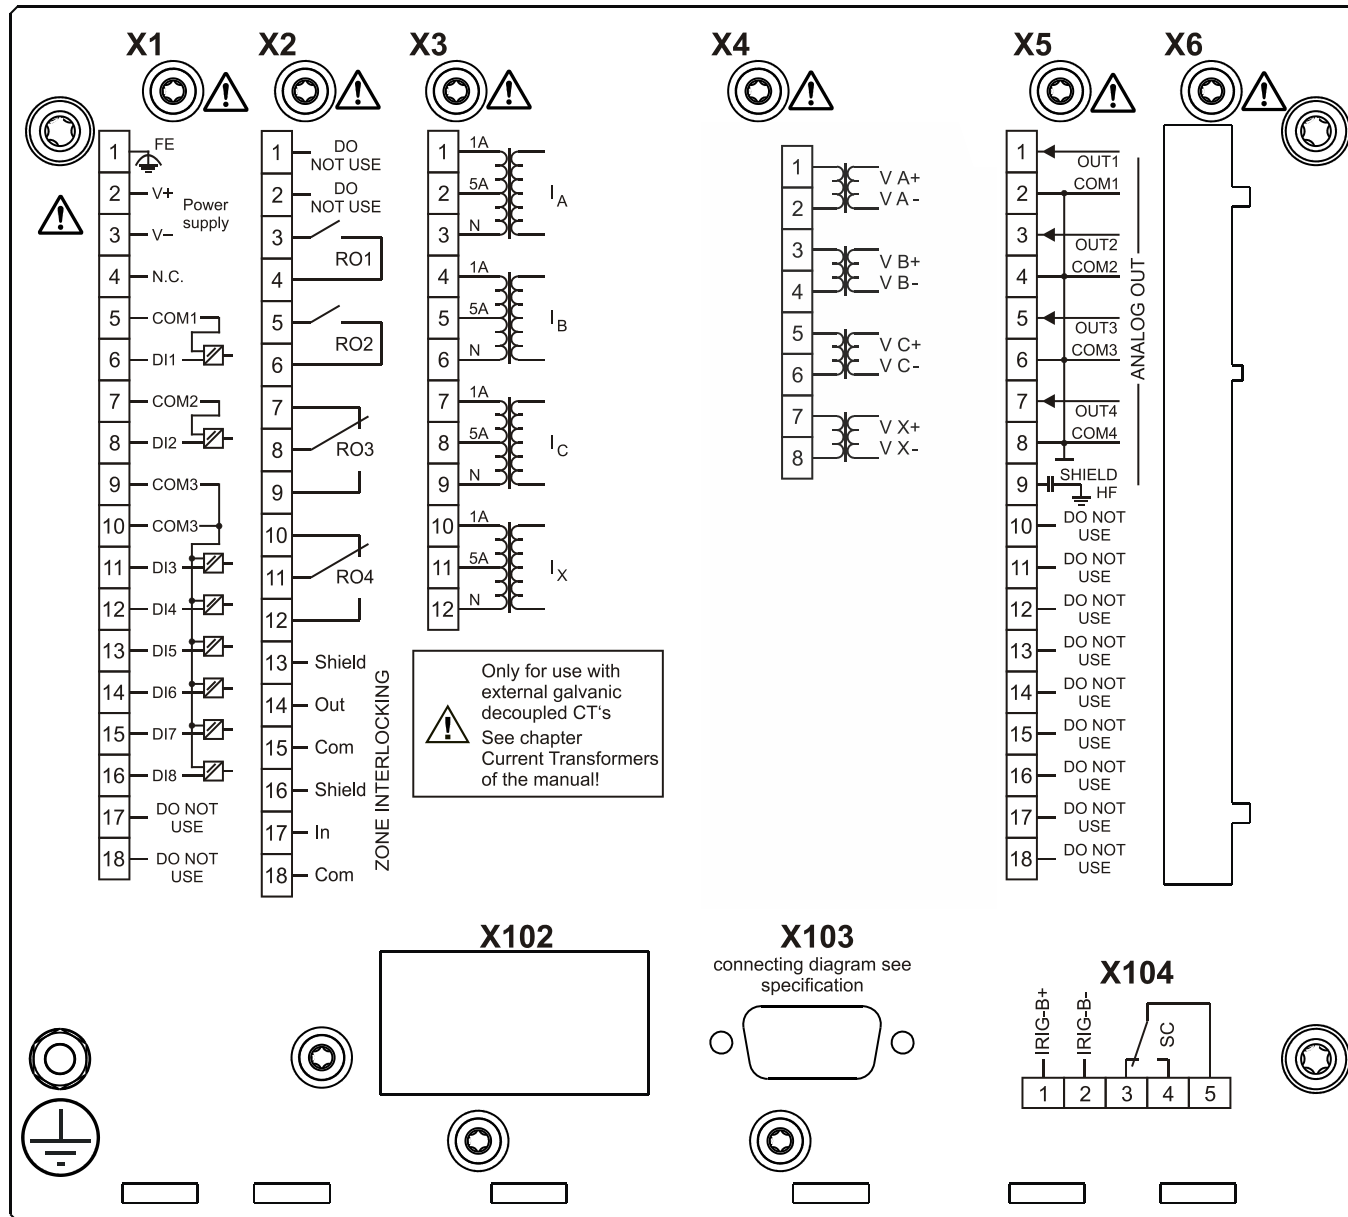 X1
X2
X3
X4
X5
X6
1 FE
2 V+
Power
supply
3 V–
4 N.C.
5 COM1
6 DI1
7 COM2
8 DI2
9 COM3
10 COM3
11 DI3
12 DI4
13 DI5
14 DI6
15 DI7
16 DI8
17 DO NOT
USE
18 DO NOT
USE
1 DO
NOT USE
2 DO
NOT USE
3
RO1
4
5
RO2
6
7
8 RO3
9
10
11 RO4
12
13 Shield
14 Out
15 Com
16 Shield
17 In
18 Com
ZONE INTERLOCKING
1 1A
2 5A
IA
3 N
4 1A
5 5A
IB
6 N
7 1A
8 5A
IC
9 N
10 1A
11 5A
IX
12 N
Only for use with
external galvanic
decoupled CT‘s
See chapter
Current Transformers
of the manual!
1 V A+
2 V A-
3 V B+
4 V B-
5 V C+
6 V C-
7 V X+
8 V X-
1 OUT1
2 COM1
3 OUT2
4 COM2
5 OUT3
6 COM3
7 OUT4
8 COM4
ANALOG OUT
9 SHIELD
HF
10 DO NOT
USE
11 DO NOT
USE
12 DO NOT
USE
13 DO NOT
USE
14 DO NOT
USE
15 DO NOT
USE
16 DO NOT
USE
17 DO NOT
USE
18 DO NOT
USE
X102
X103
connecting diagram see
specification
X104
IRIG-B+
IRIG-B-
SC
1 2 3 4 5